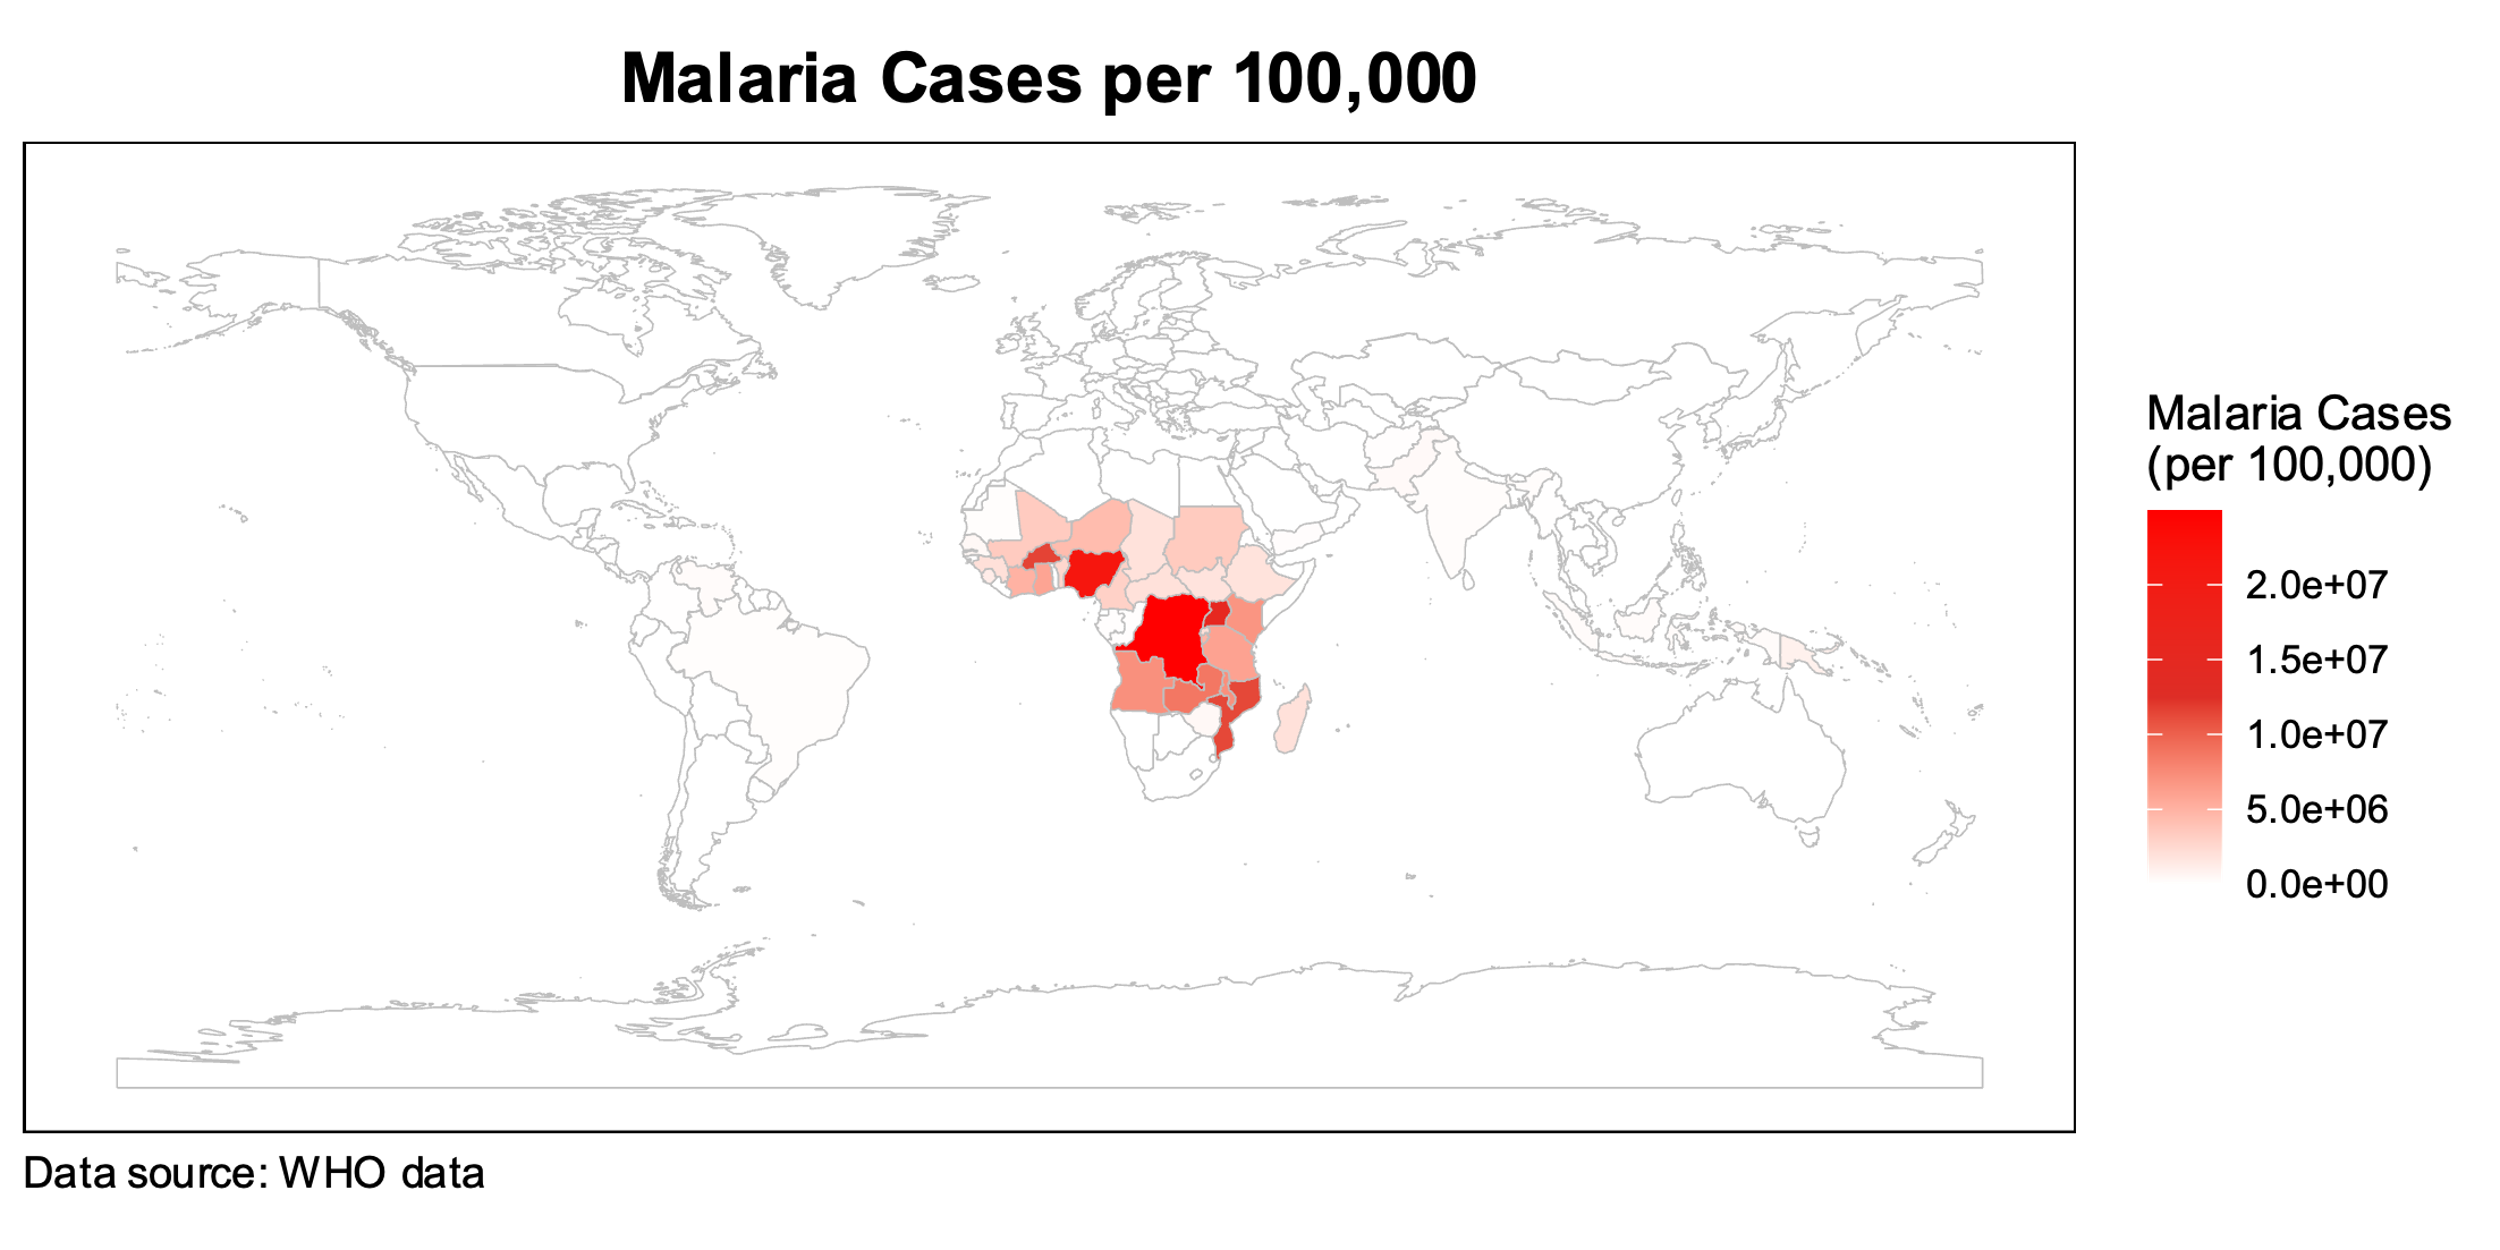 Malaria Cases per 100,000
Malaria Cases
(per 100,000)
2.0e+07
1.5e+07
1.0e+07
5.0e+06
0.0e+00
Data source: WHO data